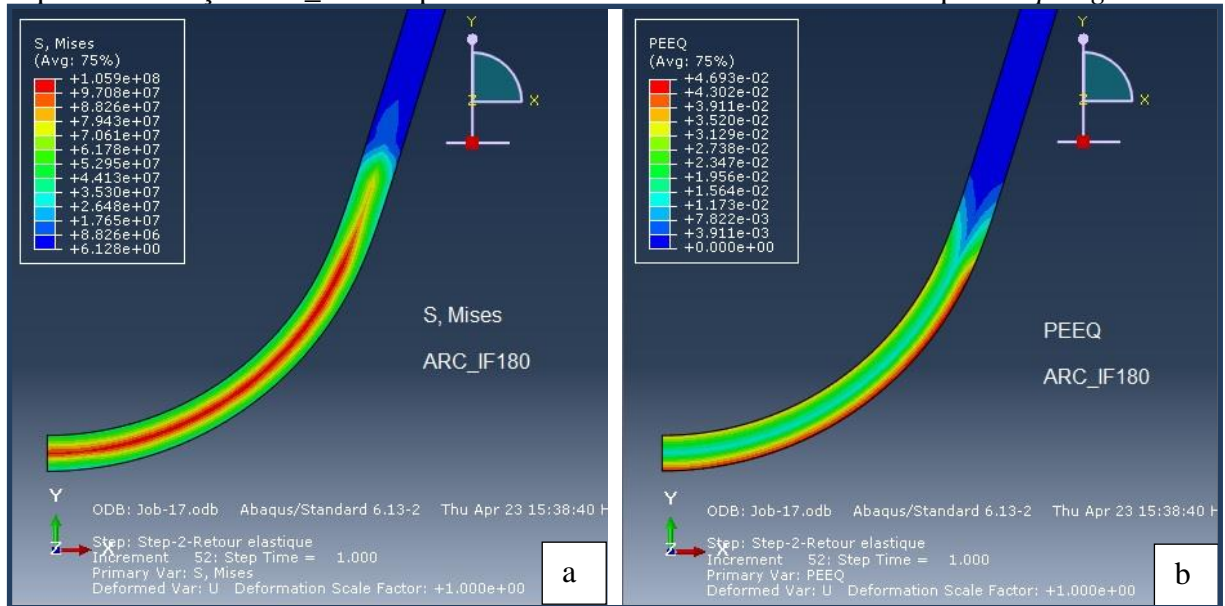 S, Mises
(Avg: 75%)
+1.059e+08
+9.708e+07
+8.826e+07
+7.943e+07
+7.061e+07
+6.178e+07
+5.295e+07
+4.413e+07
+3.530e+07
+2.648e+07
+1.765e+07
+8.826e+06
+6.128e+00
Y
Z
X
S, Mises
ARC_IF180
Y
Z
X
ODB: Job-17.odb Abaqus/Standard 6.13-2 Thu Apr 23 15:38:40 H
Step: Step-2-Retour elastique
Increment 52: Step Time = 1.000
Primary Var: S, Mises
Deformed Var: U Deformation Scale Factor: +1.000e+00
a
PEEQ
(Avg: 75%)
+4.693e-02
+4.302e-02
+3.911e-02
+3.520e-02
+3.129e-02
+2.738e-02
+2.347e-02
+1.956e-02
+1.564e-02
+1.173e-02
+7.822e-03
+3.911e-03
+0.000e+00
Y
Z
X
PEEQ
ARC_IF180
Y
Z
X
ODB: Job-17.odb Abaqus/Standard 6.13-2 Thu Apr 23 15:38:40 H
Step: Step-2-Retour elastique
Increment 52: Step Time = 1.000
Primary Var: PEEQ
Deformed Var: U Deformation Scale Factor: +1.000e+00
b